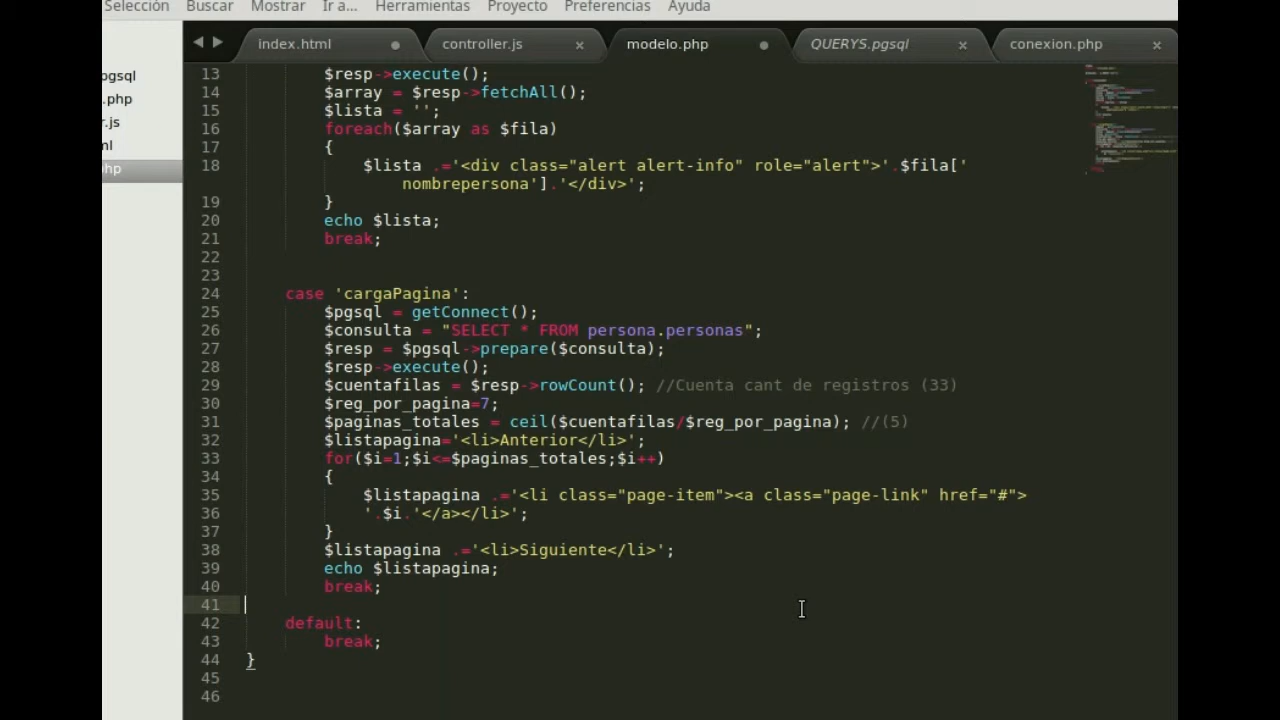 Selección Buscar Mostrar Ir a... Herramientas Proyecto Preferencias Ayuda
index.html controller.js modelo.php QUERYS.pgsql conexion.php
pgsql
.php
r.js
ml
hp
13 $resp->execute();
14 $array = $resp->fetchAll();
15 $lista = '';
16 foreach($array as $fila)
17 {
18 $lista .='<div class="alert alert-info" role="alert">'.$fila['
nombrepersona'].'</div>';
19 }
20 echo $lista;
21 break;
22
23
24 case 'cargaPagina':
25 $pgsql = getConnect();
26 $consulta = "SELECT * FROM persona.personas";
27 $resp = $pgsql->prepare($consulta);
28 $resp->execute();
29 $cuentafilas = $resp->rowCount(); //Cuenta cant de registros (33)
30 $reg_por_pagina=7;
31 $paginas_totales = ceil($cuentafilas/$reg_por_pagina); //(5)
32 $listapagina='<li>Anterior</li>';
33 for($i=1;$i<=$paginas_totales;$i++)
34 {
35 $listapagina .='<li class="page-item"><a class="page-link" href="#">
36 '.$i.'</a></li>';
37 }
38 $listapagina .='<li>Siguiente</li>';
39 echo $listapagina;
40 break;
41
42 default:
43 break;
44 }
45
46